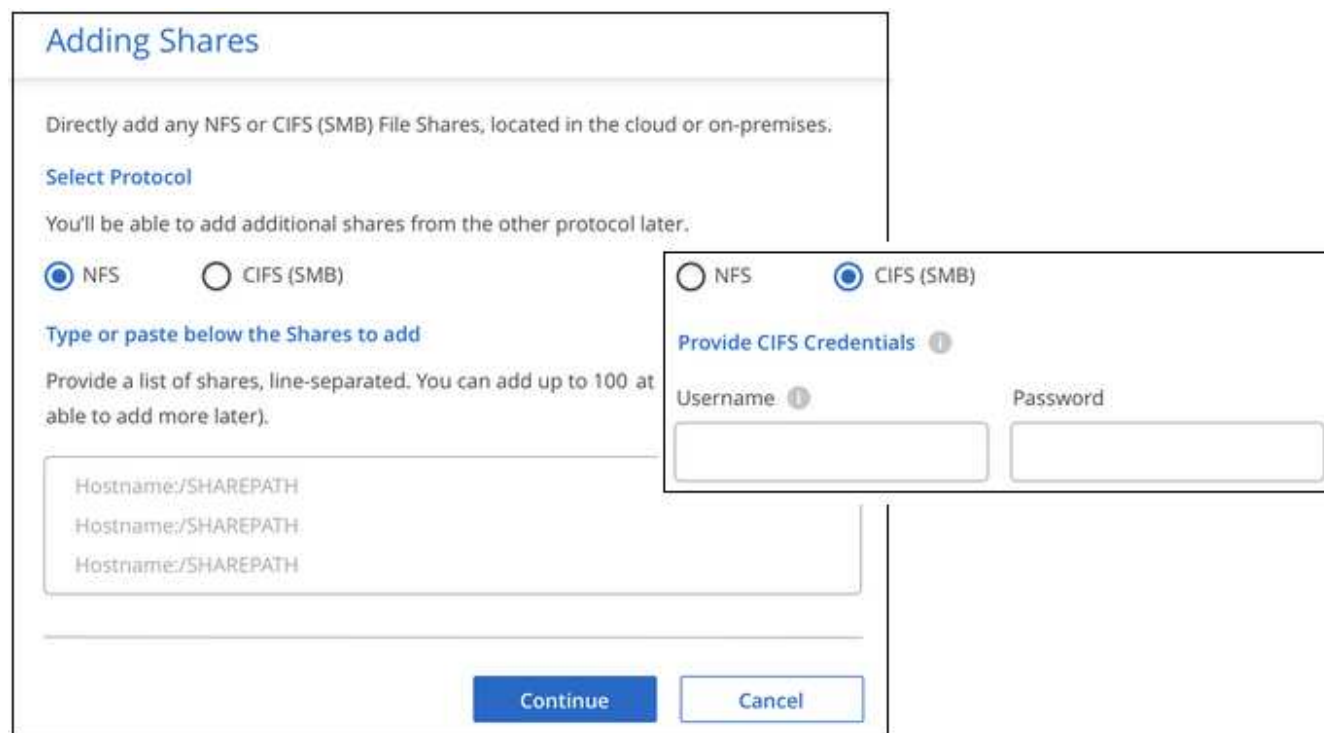 Adding Shares
Directly add any NFS or CIFS (SMB) File Shares, located in the cloud or on-premises.
Select Protocol
You'll be able to add additional shares from the other protocol later.
NFS CIFS (SMB)
Type or paste below the Shares to add
Provide a list of shares, line-separated. You can add up to 100 at
able to add more later).
Hostname:/SHAREPATH
Hostname:/SHAREPATH
Hostname:/SHAREPATH
Continue Cancel
NFS CIFS (SMB)
Provide CIFS Credentials i
Username i Password